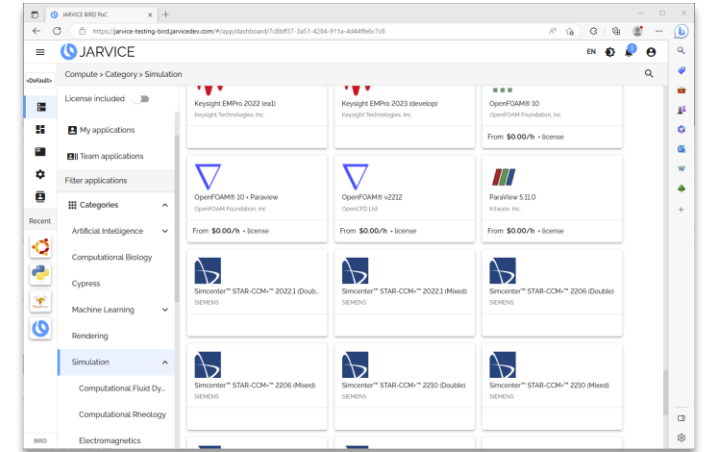 JARVICE BIRD PoC
https://jarvice-testing-bird.jarvicedev.com/#/app/dashboard/7c8bff37-3a51-4284-911a-4d44ffe6c7c8
JARVICE
EN
<Default>
Compute > Category > Simulation
License included
My applications
Team applications
Filter applications
Categories
Recent
Artificial Intelligence
Computational Biology
Cypress
Machine Learning
Rendering
Simulation
Computational Fluid Dy...
Computational Rheology
Electromagnetics
BIRD
Keysight EMPro 2022 (ea1)
Keysight Technologies, Inc.
Keysight EMPro 2023 (develop)
Keysight Technologies, Inc.
OpenFOAM® 10
OpenFOAM Foundation, Inc
From $0.00/h + license
OpenFOAM® 10 + Paraview
OpenFOAM Foundation, Inc
From $0.00/h + license
OpenFOAM® v2212
OpenCFD Ltd
From $0.00/h + license
ParaView 5.11.0
Kitware, Inc.
From $0.00/h + license
Simcenter™ STAR-CCM+™ 2022.1 (Doub...
SIEMENS
Simcenter™ STAR-CCM+™ 2022.1 (Mixed)
SIEMENS
Simcenter™ STAR-CCM+™ 2206 (Double)
SIEMENS
Simcenter™ STAR-CCM+™ 2206 (Mixed)
SIEMENS
Simcenter™ STAR-CCM+™ 2210 (Double)
SIEMENS
Simcenter™ STAR-CCM+™ 2210 (Mixed)
SIEMENS